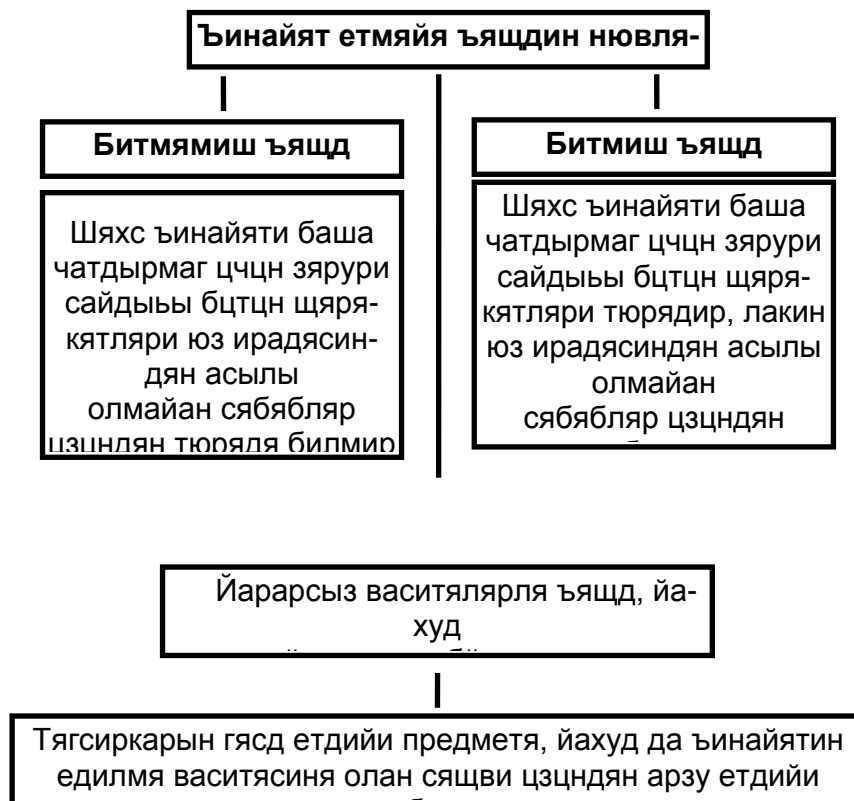 Ъинайят етмяйя ъящдин нювля-
Битмямиш ъящд
Шяхс ъинайяти баша
чатдырмаг цчцн зярури
сайдыьы бцтцн щяря-
кятляри юз ирадясин-
дян асылы
олмайан сябябляр
цзцндян тюрядя билмир
Битмиш ъящд
Шяхс ъинайяти баша
чатдырмаг цчцн зярури
сайдыьы бцтцн щяря-
кятляри тюрядир, лакин
юз ирадясиндян асылы
олмайан
сябябляр цзцндян
Йарарсыз васитялярля ъящд, йа-
худ
Тягсиркарын гясд етдийи предметя, йахуд да ъинайятин
едилмя васитясиня олан сящви цзцндян арзу етдийи